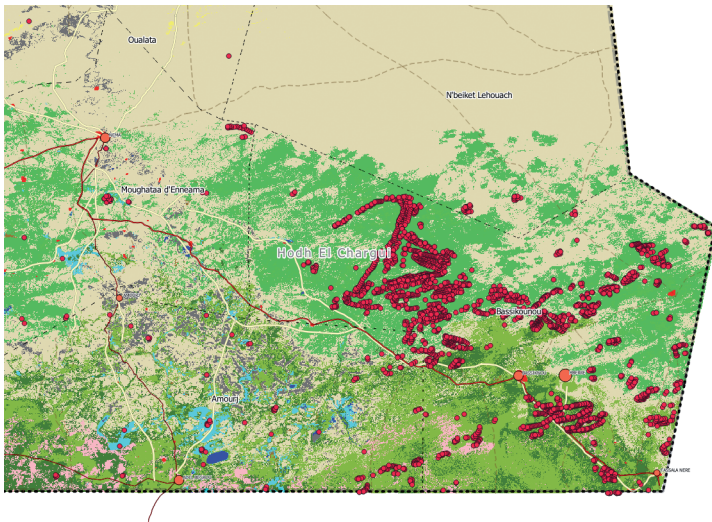 Oualata
N'beiket Lehouach
Moughataa d'Enneama
Hodh El Chargui
Bassikounou
Amourj